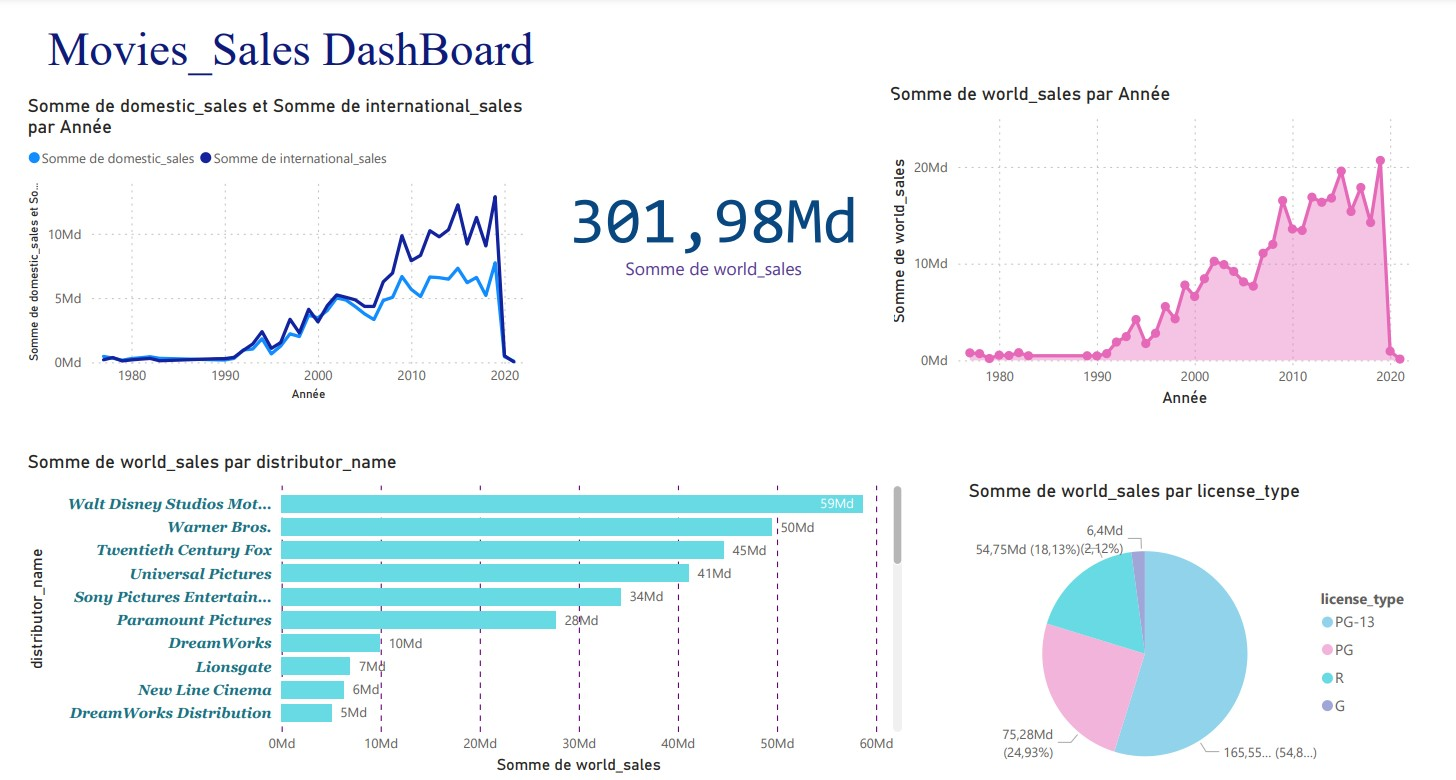 Movies_Sales DashBoard
Somme de domestic_sales et Somme de international_sales
par Année
Somme de domestic_sales
Somme de international_sales
Somme de domestic_sales et So...
10Md
5Md
0Md
1980
1990
2000
2010
2020
Année
301,98Md
Somme de world_sales
Somme de world_sales par Année
Somme de world_sales
20Md
10Md
0Md
1980
1990
2000
2010
2020
Année
Somme de world_sales par distributor_name
distributor_name
Walt Disney Studios Mot...
59Md
Warner Bros.
50Md
Twentieth Century Fox
45Md
Universal Pictures
41Md
Sony Pictures Entertain...
34Md
Paramount Pictures
28Md
DreamWorks
10Md
Lionsgate
7Md
New Line Cinema
6Md
DreamWorks Distribution
5Md
0Md
10Md
20Md
30Md
40Md
50Md
60Md
Somme de world_sales
Somme de world_sales par license_type
6,4Md
(2,12%)
54,75Md (18,13%)
75,28Md
(24,93%)
165,55... (54,8...)
license_type
PG-13
PG
R
G